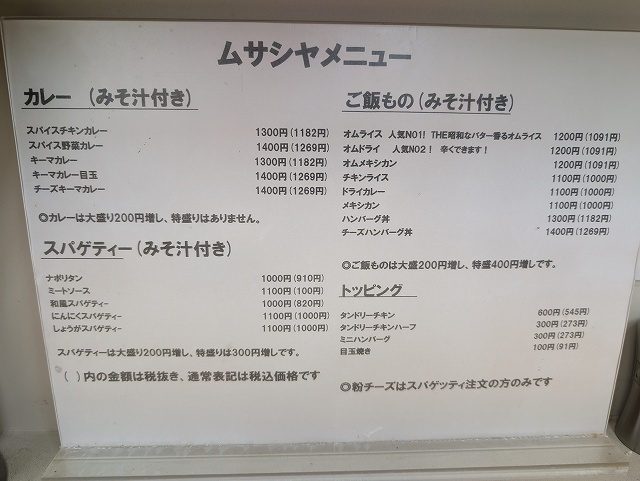 ムサシヤメニュー
カレー (みそ汁付き)
スパイスチキンカレー 1300円(1182円)
スパイス野菜カレー 1400円(1269円)
キーマカレー 1300円(1182円)
キーマカレー目玉 1400円(1269円)
チーズキーマカレー 1400円(1269円)
◎カレーは大盛り200円増し、特盛りはありません。
スパゲティー(みそ汁付き)
ナポリタン 1000円(910円)
ミートソース 1100円(100円)
和風スパゲティー 1000円(820円)
にんにくスパゲティー 1100円(1000円)
しょうがスパゲティー 1100円(1000円)
スパゲティーは大盛り200円増し、特盛りは300円増しです。
( )内の金額は税抜き、通常表記は税込価格です
ご飯もの(みそ汁付き)
オムライス 人気NO1! THE昭和なバター香るオムライス 1200円(1091円)
オムドライ 人気NO2! 辛くできます! 1200円(1091円)
オムメキシカン 1200円(1091円)
チキンライス 1100円(1000円)
ドライカレー 1100円(1000円)
メキシカン 1100円(1000円)
ハンバーグ丼 1300円(1182円)
チーズハンバーグ丼 1400円(1269円)
◎ご飯ものは大盛200円増し、特盛400円増しです。
トッピング
タンドリーチキン 600円(545円)
タンドリーチキンハーフ 300円(273円)
ミニハンバーグ 300円(273円)
目玉焼き 100円(91円)
◎粉チーズはスパゲッティ注文の方のみです